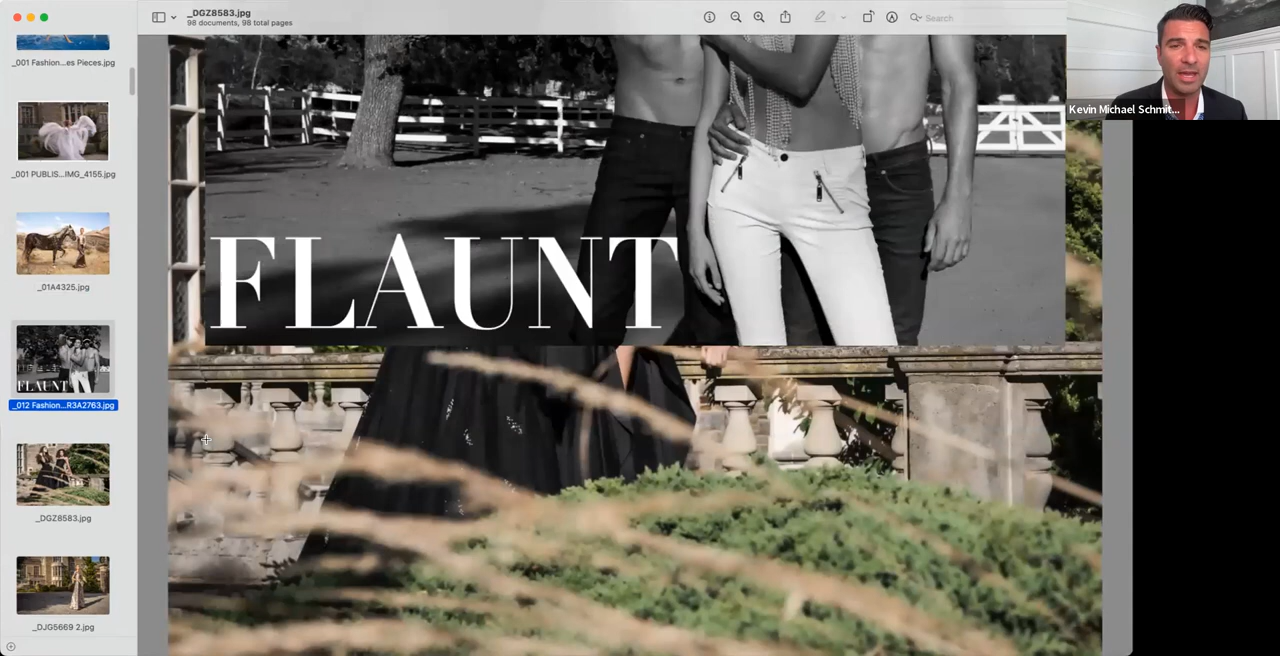 _DGZ8583.jpg
98 documents, 98 total pages
Search
Kevin Michael Schmit...
_001 Fashion...es Pieces.jpg
_001 PUBLIS...IMG_4155.jpg
_01A4325.jpg
FLAUNT
FLAUNT
_012 Fashion...R3A2763.jpg
_DGZ8583.jpg
_DJG5669 2.jpg